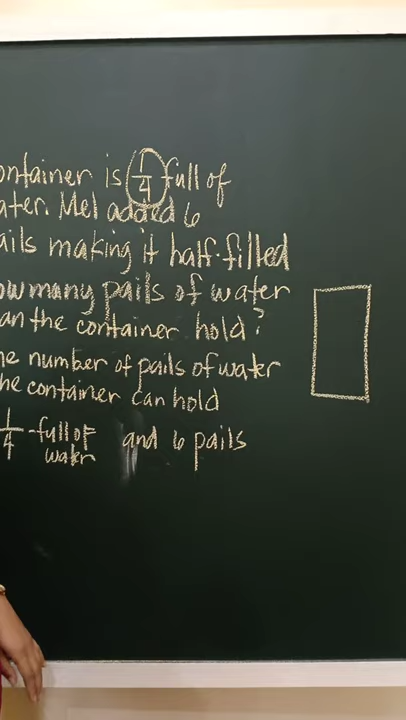 ontainer is 1/4 full of
ater. Mel added 6
ails making it half-filled
ow many pails of water
an the container hold?
he number of pails of water
he container can hold
1/4 - full of water and 6 pails